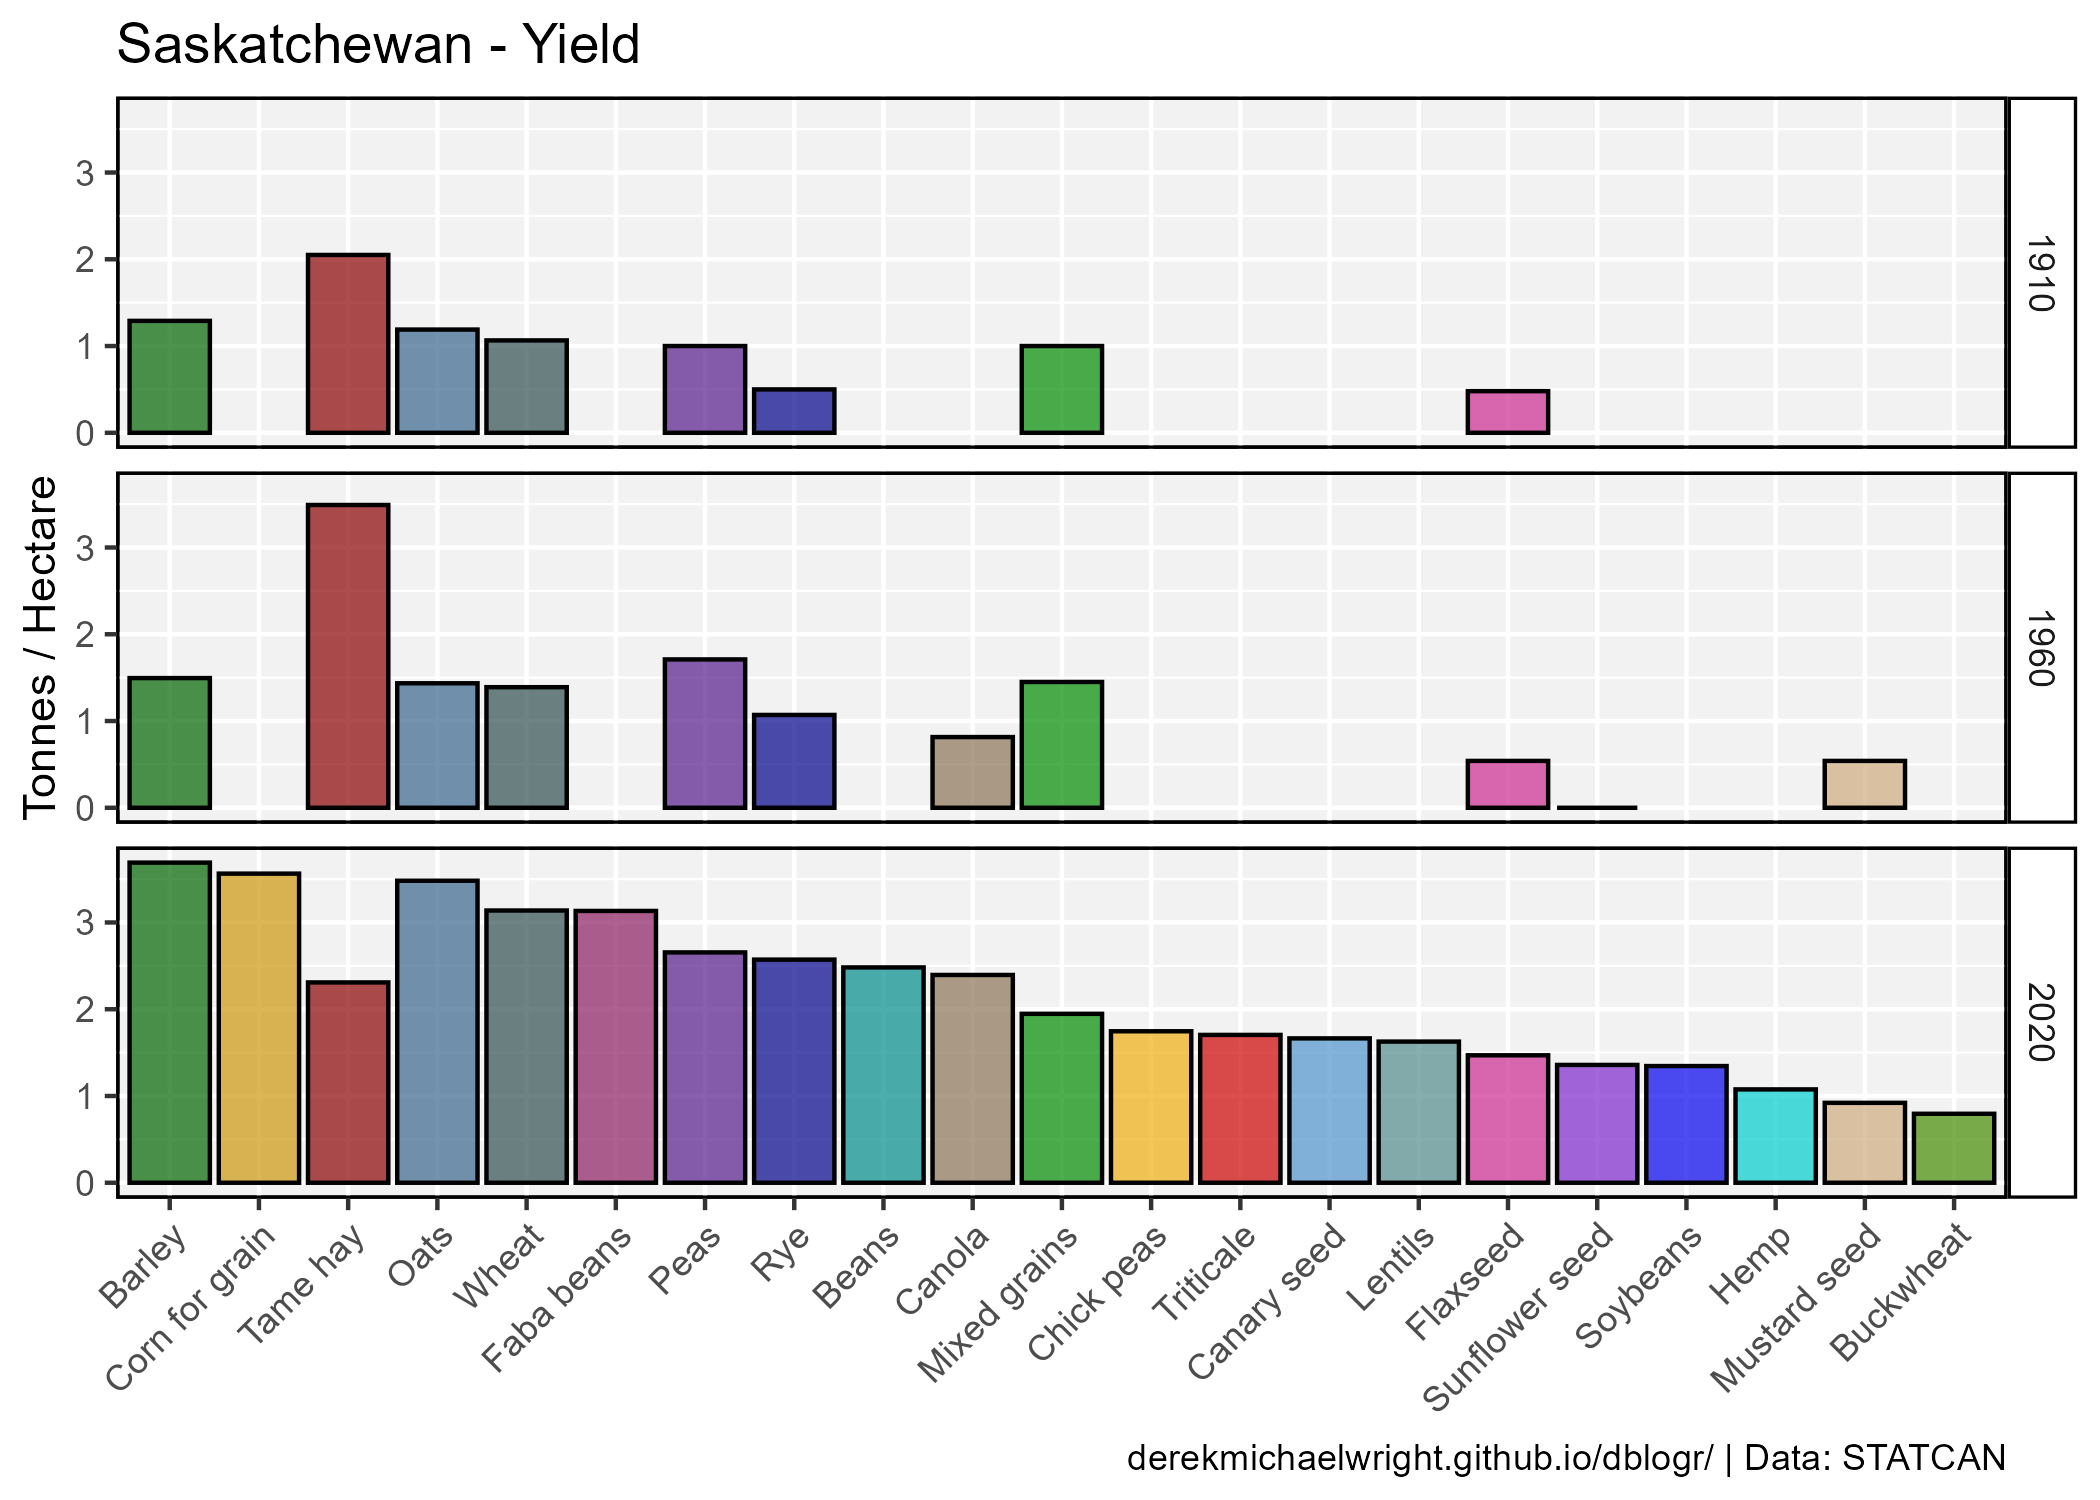 Saskatchewan - Yield
Tonnes / Hectare
3
2
1
0
1910
3
2
1
0
1960
3
2
1
0
2020
Barley
Corn for grain
Tame hay
Oats
Wheat
Faba beans
Peas
Rye
Beans
Canola
Mixed grains
Chick peas
Triticale
Canary seed
Lentils
Flaxseed
Sunflower seed
Soybeans
Hemp
Mustard seed
Buckwheat
derekmichaelwright.github.io/dblogr/ | Data: STATCAN